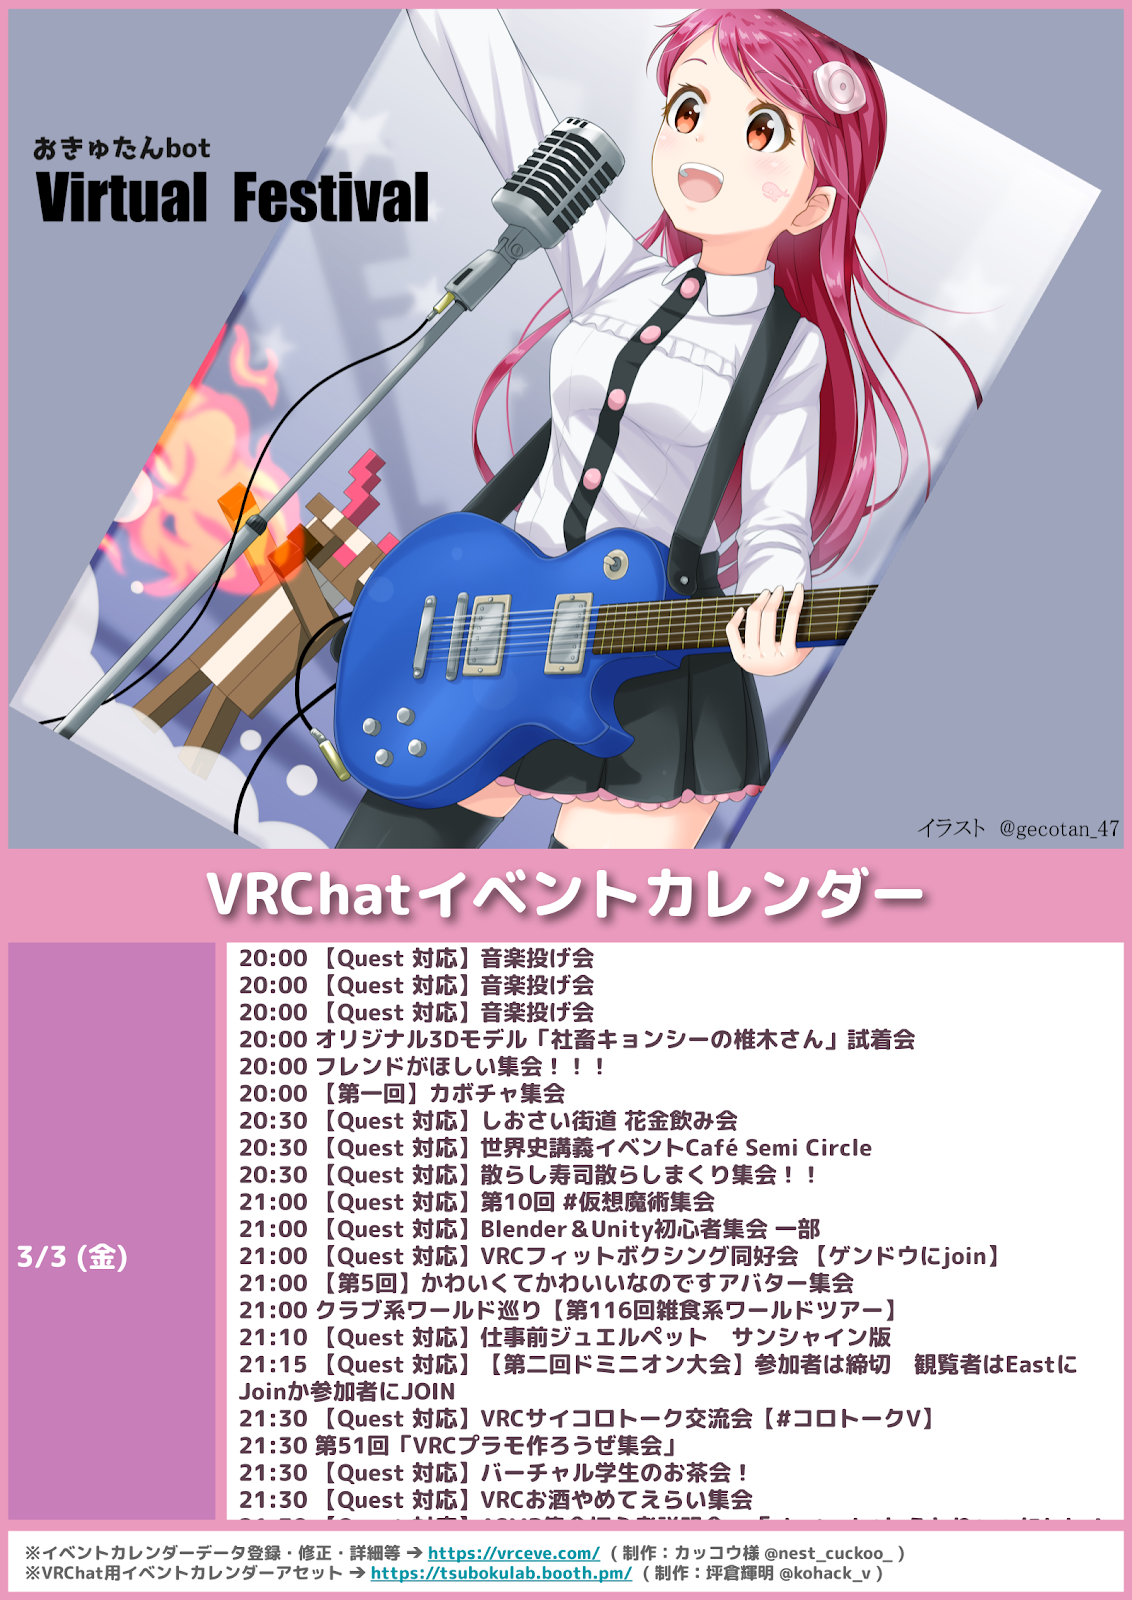 おきゅたんbot
Virtual Festival
イラスト @gecotan_47
VRChatイベントカレンダー
3/3 (金)
20:00 【Quest 対応】音楽投げ会
20:00 【Quest 対応】音楽投げ会
20:00 【Quest 対応】音楽投げ会
20:00 オリジナル3Dモデル「社畜キョンシーの椎木さん」試着会
20:00 フレンドがほしい集会！！！
20:00 【第一回】カボチャ集会
20:30 【Quest 対応】しおさい街道 花金飲み会
20:30 【Quest 対応】世界史講義イベントCafé Semi Circle
20:30 【Quest 対応】散らし寿司散らしまくり集会！！
21:00 【Quest 対応】第10回 #仮想魔術集会
21:00 【Quest 対応】Blender＆Unity初心者集会 一部
21:00 【Quest 対応】VRCフィットボクシング同好会 【ゲンドウにjoin】
21:00 【第5回】かわいくてかわいいなのですアバター集会
21:00 クラブ系ワールド巡り【第116回雑食系ワールドツアー】
21:10 【Quest 対応】仕事前ジュエルペット　サンシャイン版
21:15 【Quest 対応】【第二回ドミニオン大会】参加者は締切　観覧者はEastに
Joinか参加者にJOIN
21:30 【Quest 対応】VRCサイコロトーク交流会【#コロトークV】
21:30 第51回「VRCプラモ作ろうぜ集会」
21:30 【Quest 対応】バーチャル学生のお茶会！
21:30 【Quest 対応】VRCお酒やめてえらい集会
※イベントカレンダーデータ登録・修正・詳細等 ➔ https://vrceve.com/ （制作：カッコウ様 @nest_cuckoo_ ）
※VRChat用イベントカレンダーアセット ➔ https://tsubokulab.booth.pm/ （制作：坪倉輝明 @kohack_v ）